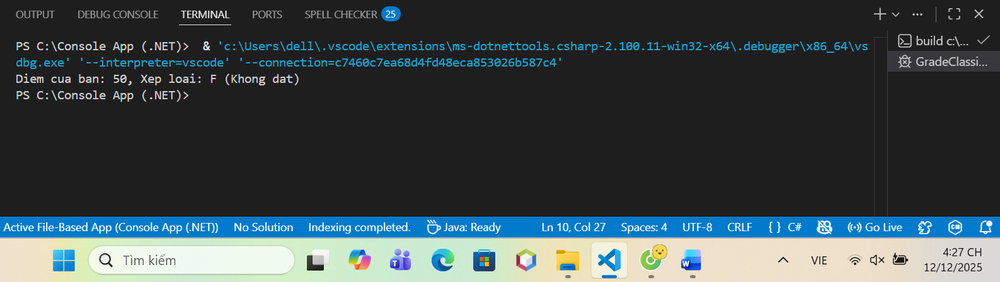 OUTPUT
DEBUG CONSOLE
TERMINAL
PORTS
SPELL CHECKER 25
PS C:\Console App (.NET)>  & 'c:\Users\dell\.vscode\extensions\ms-dotnettools.csharp-2.100.11-win32-x64\.debugger\x86_64\vs
dbg.exe' '--interpreter=vscode' '--connection=c7460c7ea68d4fd48eca853026b587c4'
Diem cua ban: 50, Xep loai: F (Khong dat)
PS C:\Console App (.NET)>
build c:\...
GradeClassi...
Active File-Based App (Console App (.NET))
No Solution
Indexing completed.
Java: Ready
Ln 10, Col 27
Spaces: 4
UTF-8
CRLF
{ } C#
Go Live
C#
Tìm kiếm
T
W
VIE
4:27 CH
12/12/2025